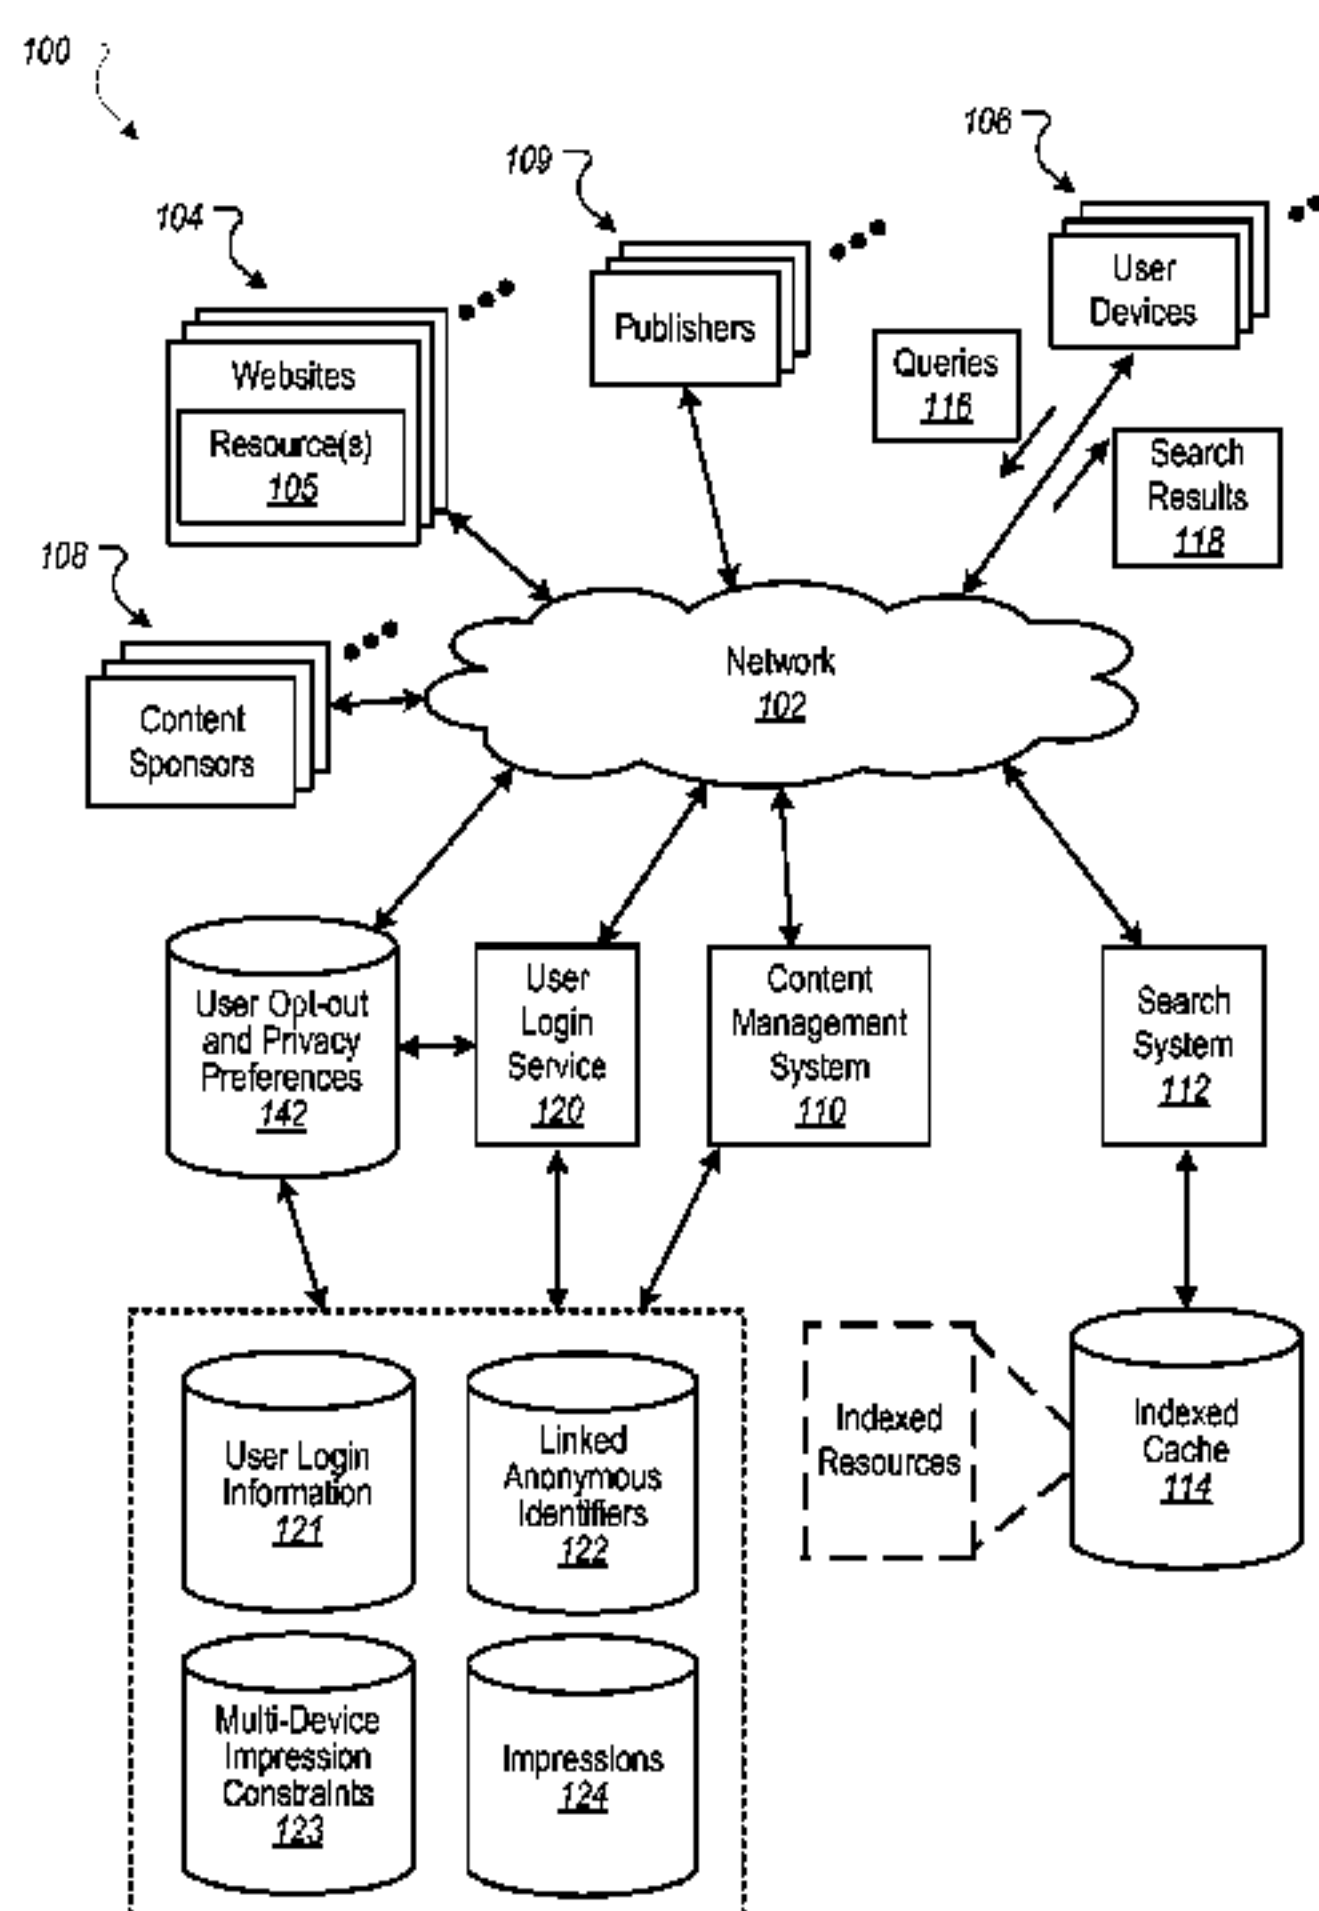 100
109
106
104
User
Devices
Publishers
Queries
116
Websites
Resource(s)
105
Search
Results
118
108
Network
102
Content
Sponsors
User Opt-out
and Privacy
Preferences
142
User
Login
Service
120
Content
Management
System
110
Search
System
112
User Login
Information
121
Linked
Anonymous
Identifiers
122
Indexed
Resources
Indexed
Cache
114
Multi-Device
Impression
Constraints
123
Impressions
124